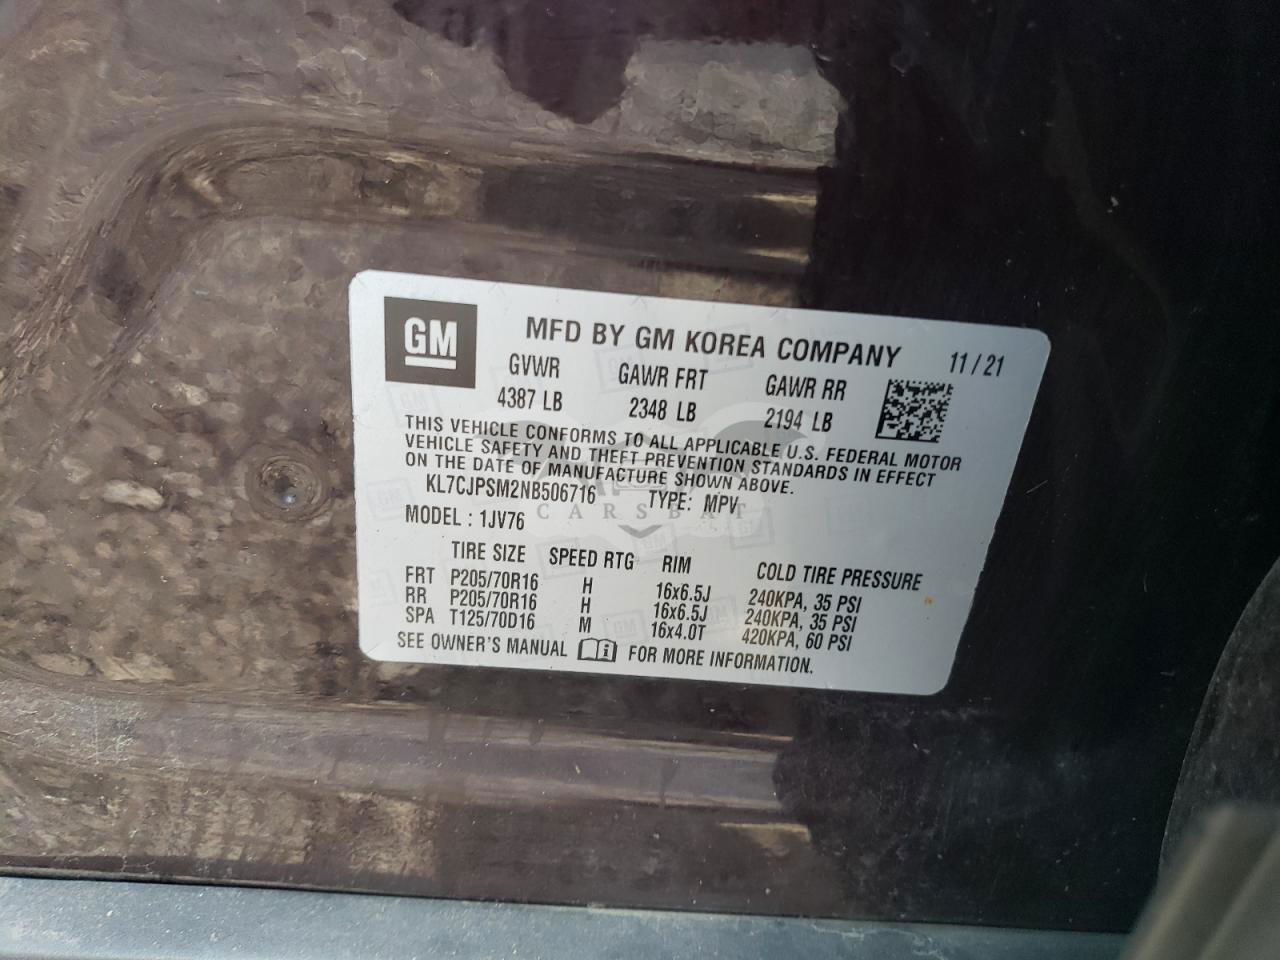 GM
MFD BY GM KOREA COMPANY 11 / 21
GVWR GAWR FRT GAWR RR
4387 LB 2348 LB 2194 LB
THIS VEHICLE CONFORMS TO ALL APPLICABLE U.S. FEDERAL MOTOR
VEHICLE SAFETY AND THEFT PREVENTION STANDARDS IN EFFECT
ON THE DATE OF MANUFACTURE SHOWN ABOVE.
KL7CJPSM2NB506716 TYPE: MPV
CARSBAT
MODEL : 1JV76
TIRE SIZE SPEED RTG RIM COLD TIRE PRESSURE
FRT P205/70R16 H 16x6.5J 240KPA, 35 PSI
RR P205/70R16 H 16x6.5J 240KPA, 35 PSI
SPA T125/70D16 M 16x4.0T 420KPA, 60 PSI
SEE OWNER'S MANUAL i FOR MORE INFORMATION.